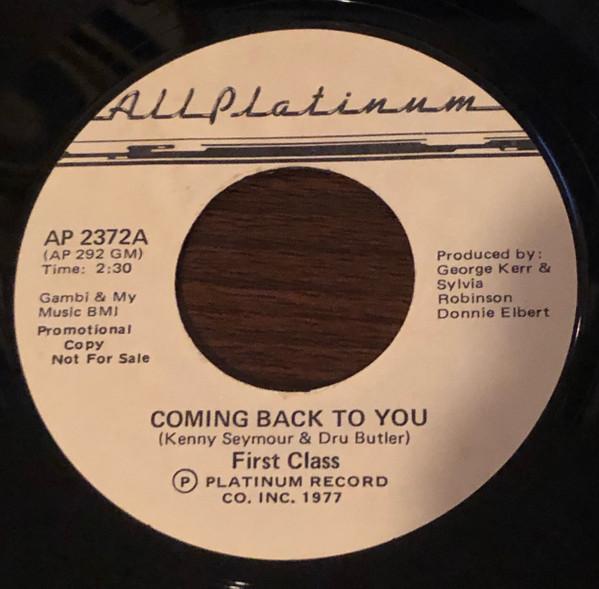 All Platinum
AP 2372A
(AP 292 GM)
Time: 2:30
Gambi & My
Music BMI
Promotional
Copy
Not For Sale
Produced by:
George Kerr &
Sylvia
Robinson
Donnie Elbert
COMING BACK TO YOU
(Kenny Seymour & Dru Butler)
First Class
Ⓟ PLATINUM RECORD
CO. INC. 1977